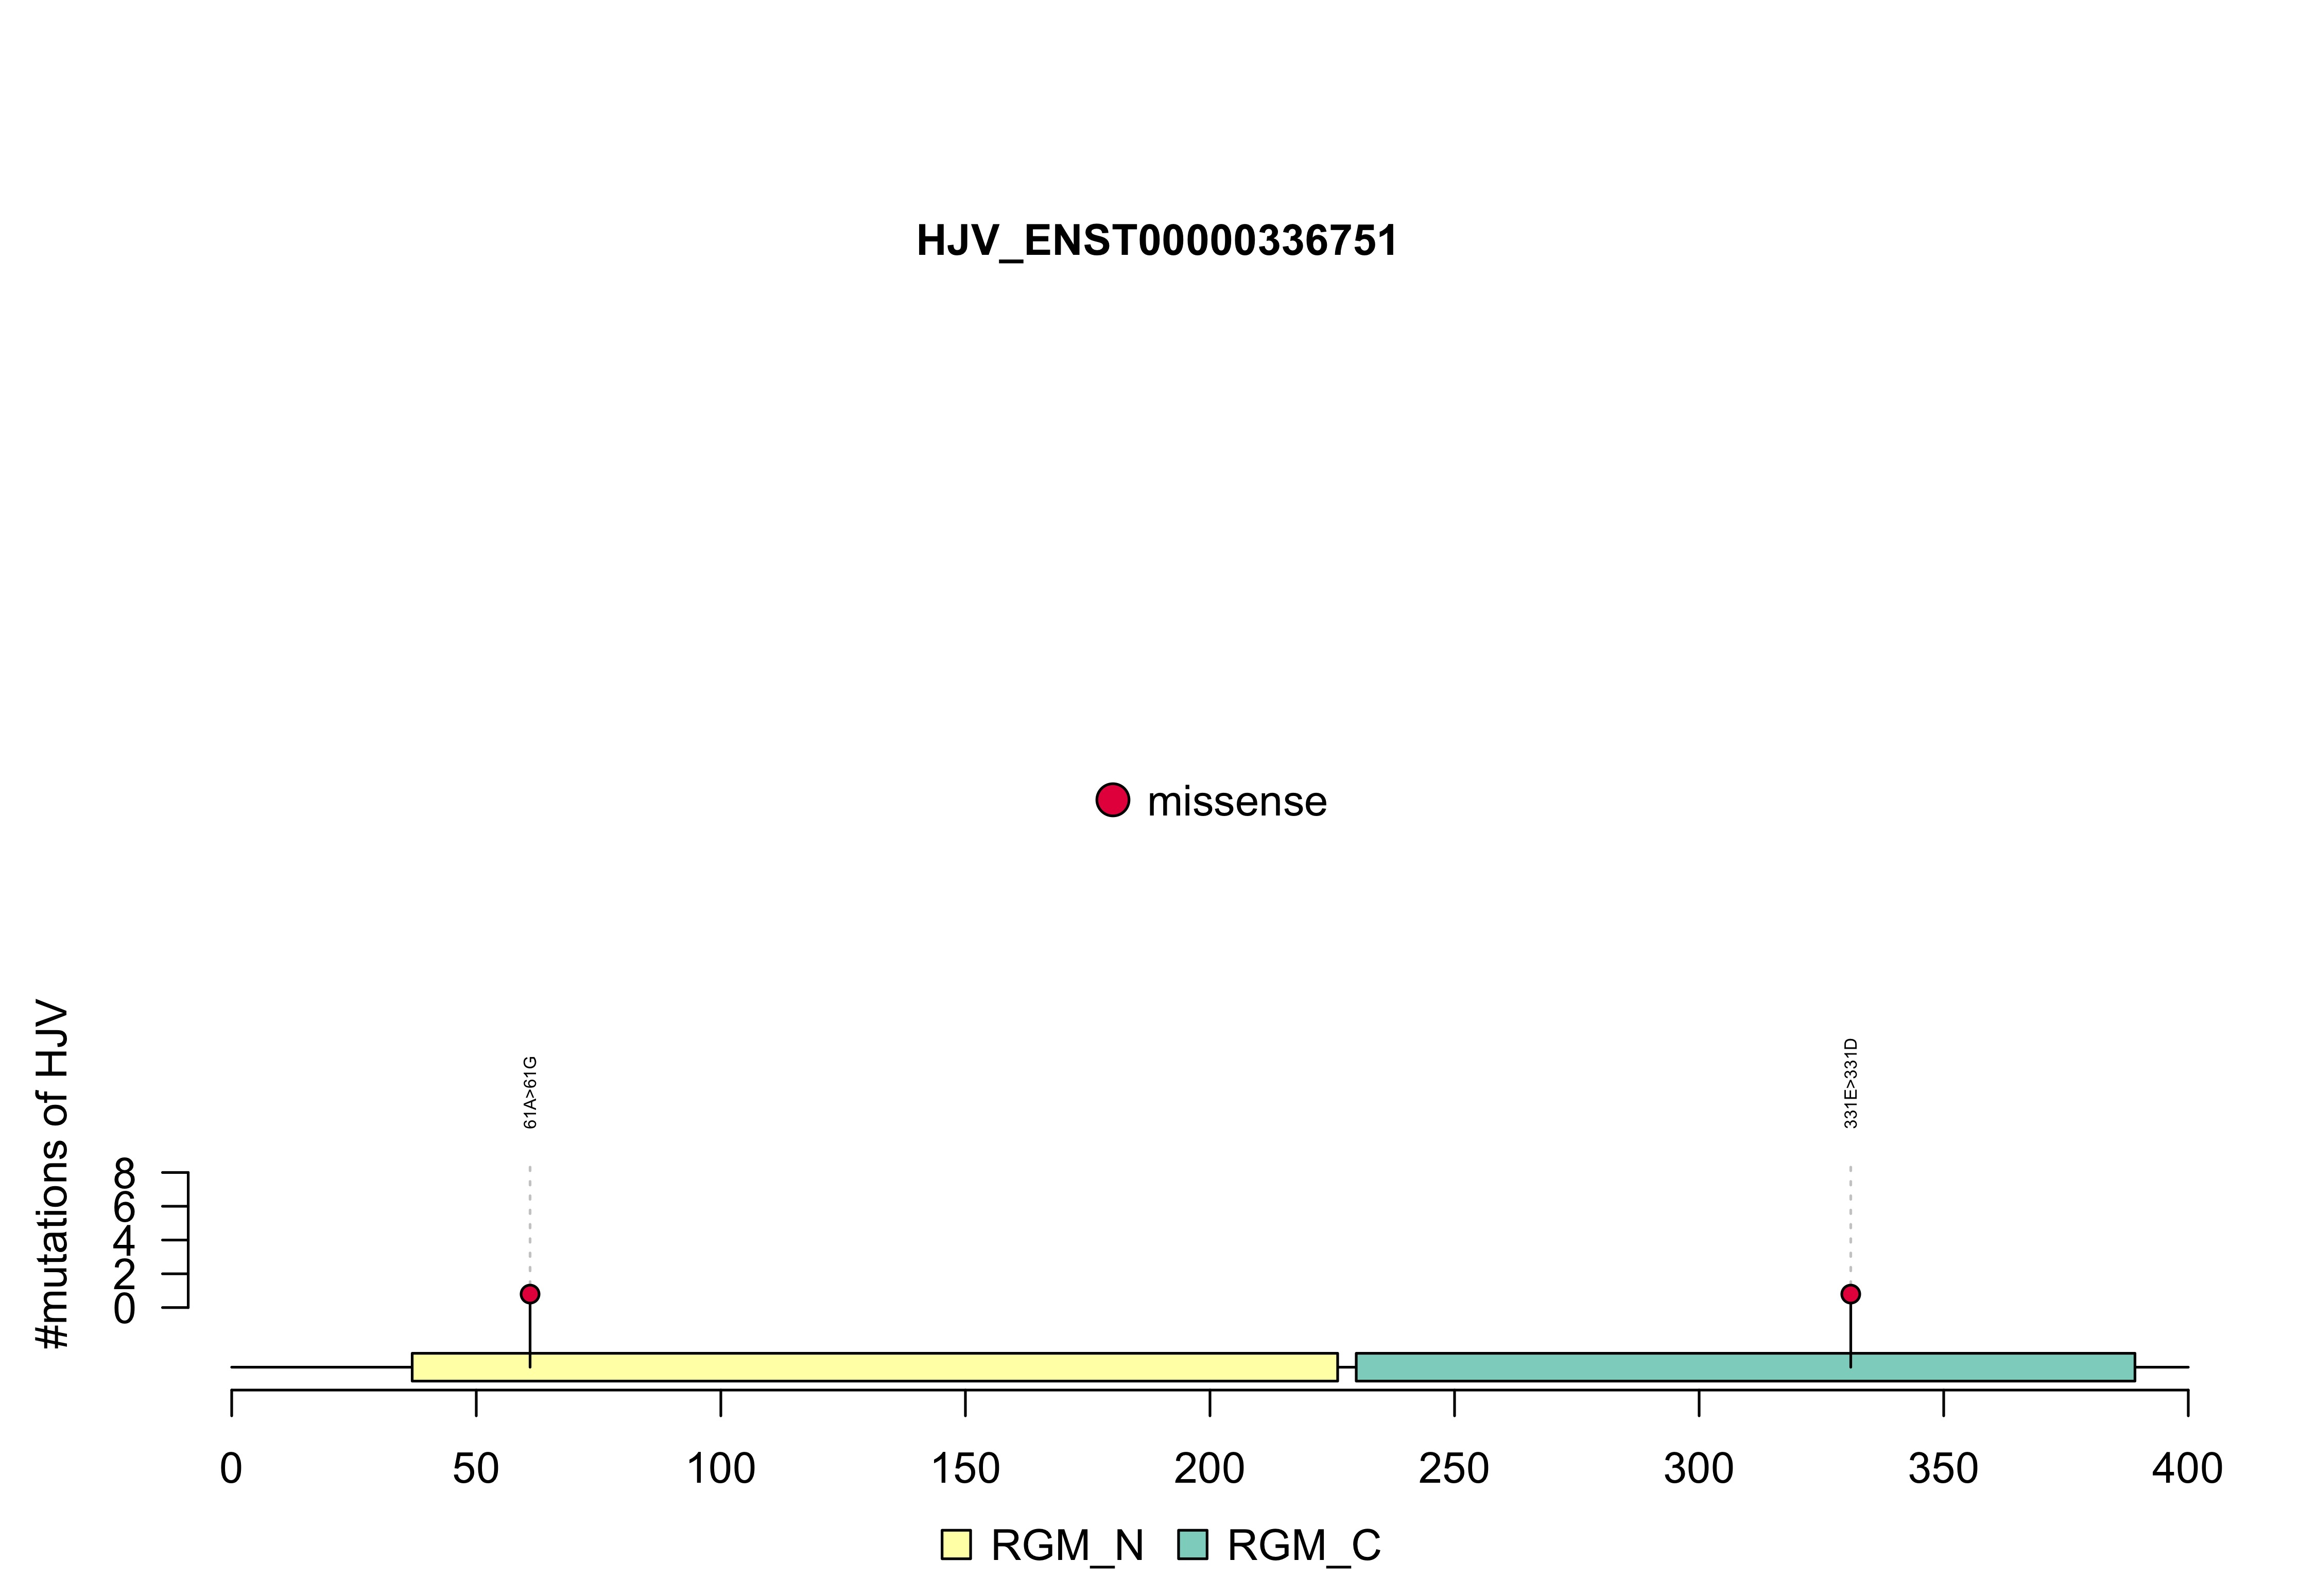 HJV_ENST00000336751
missense
#mutations of HJV
61A>61G
331E>331D
8
6
4
2
0
0 50 100 150 200 250 300 350 400
RGM_N RGM_C